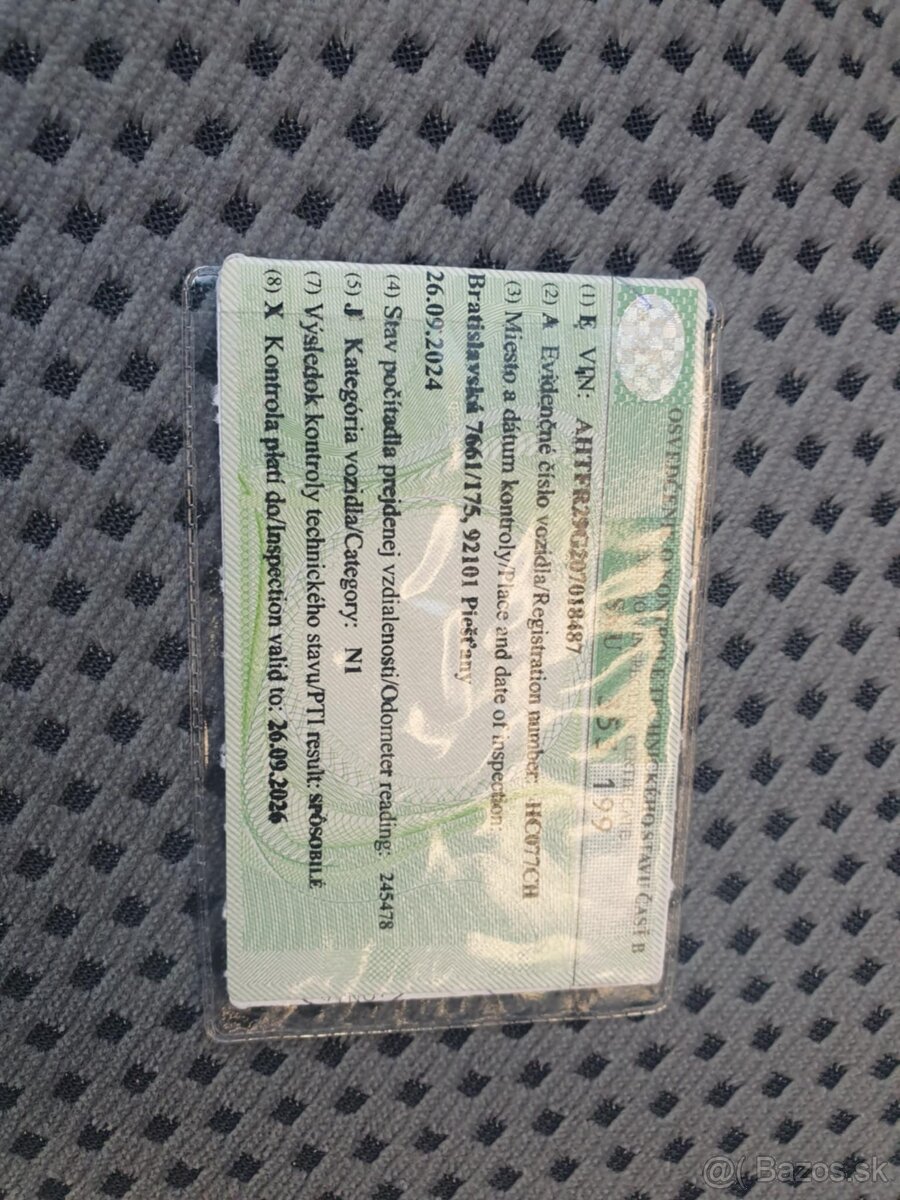 OSVEDČENIE O KONTROLE TECHNICKÉHO STAVU ČASŤ B
(1) E VIN: AHTFR29G207018487
(2) A Evidenčné číslo vozidla/Registration number: HC077CH
(3) Miesto a dátum kontroly/Place and date of inspection:
Bratislavská 7661/175, 92101 Piešťany
26.09.2024
(4) Stav počítadla prejdenej vzdialenosti/Odometer reading: 245478
(5) J Kategória vozidla/Category: N1
(7) Výsledok kontroly technického stavu/PTI result: SPÔSOBILÉ
(8) X Kontrola platí do/Inspection valid to: 26.09.2026
@( Bazos.sk